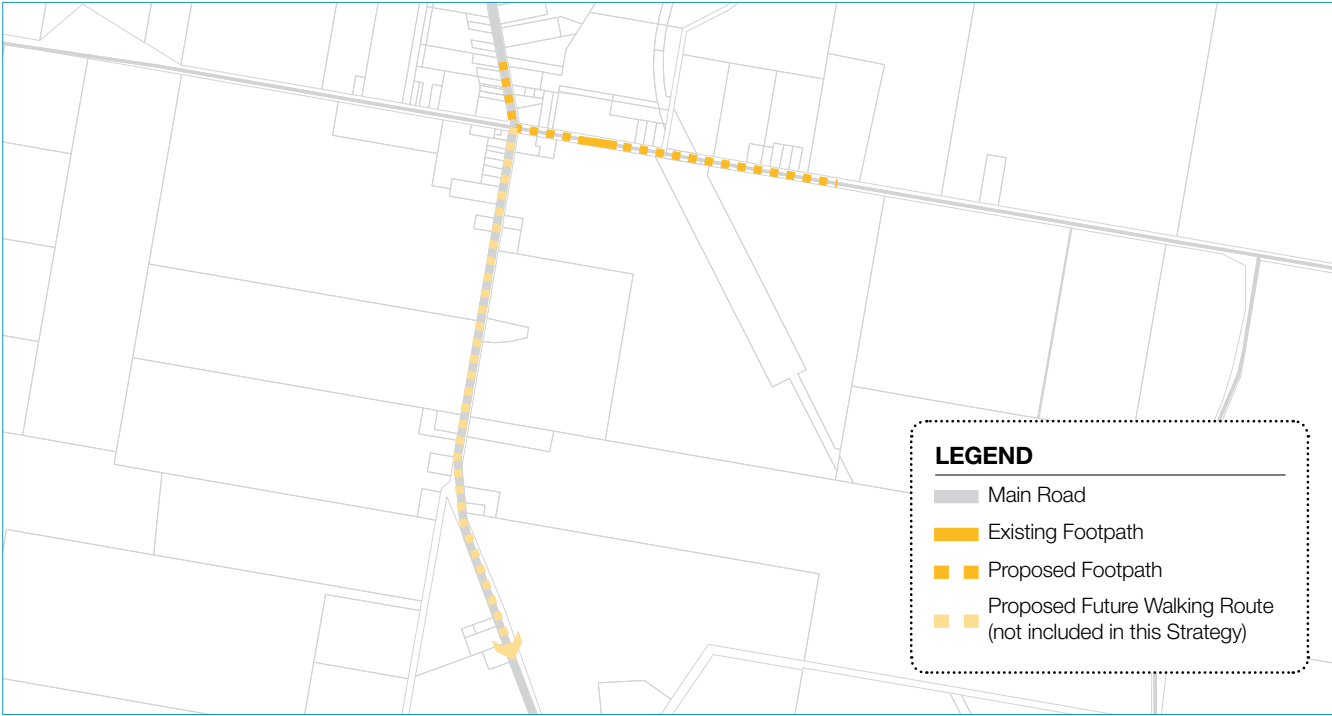 LEGEND
Main Road
Existing Footpath
Proposed Footpath
Proposed Future Walking Route
(not included in this Strategy)